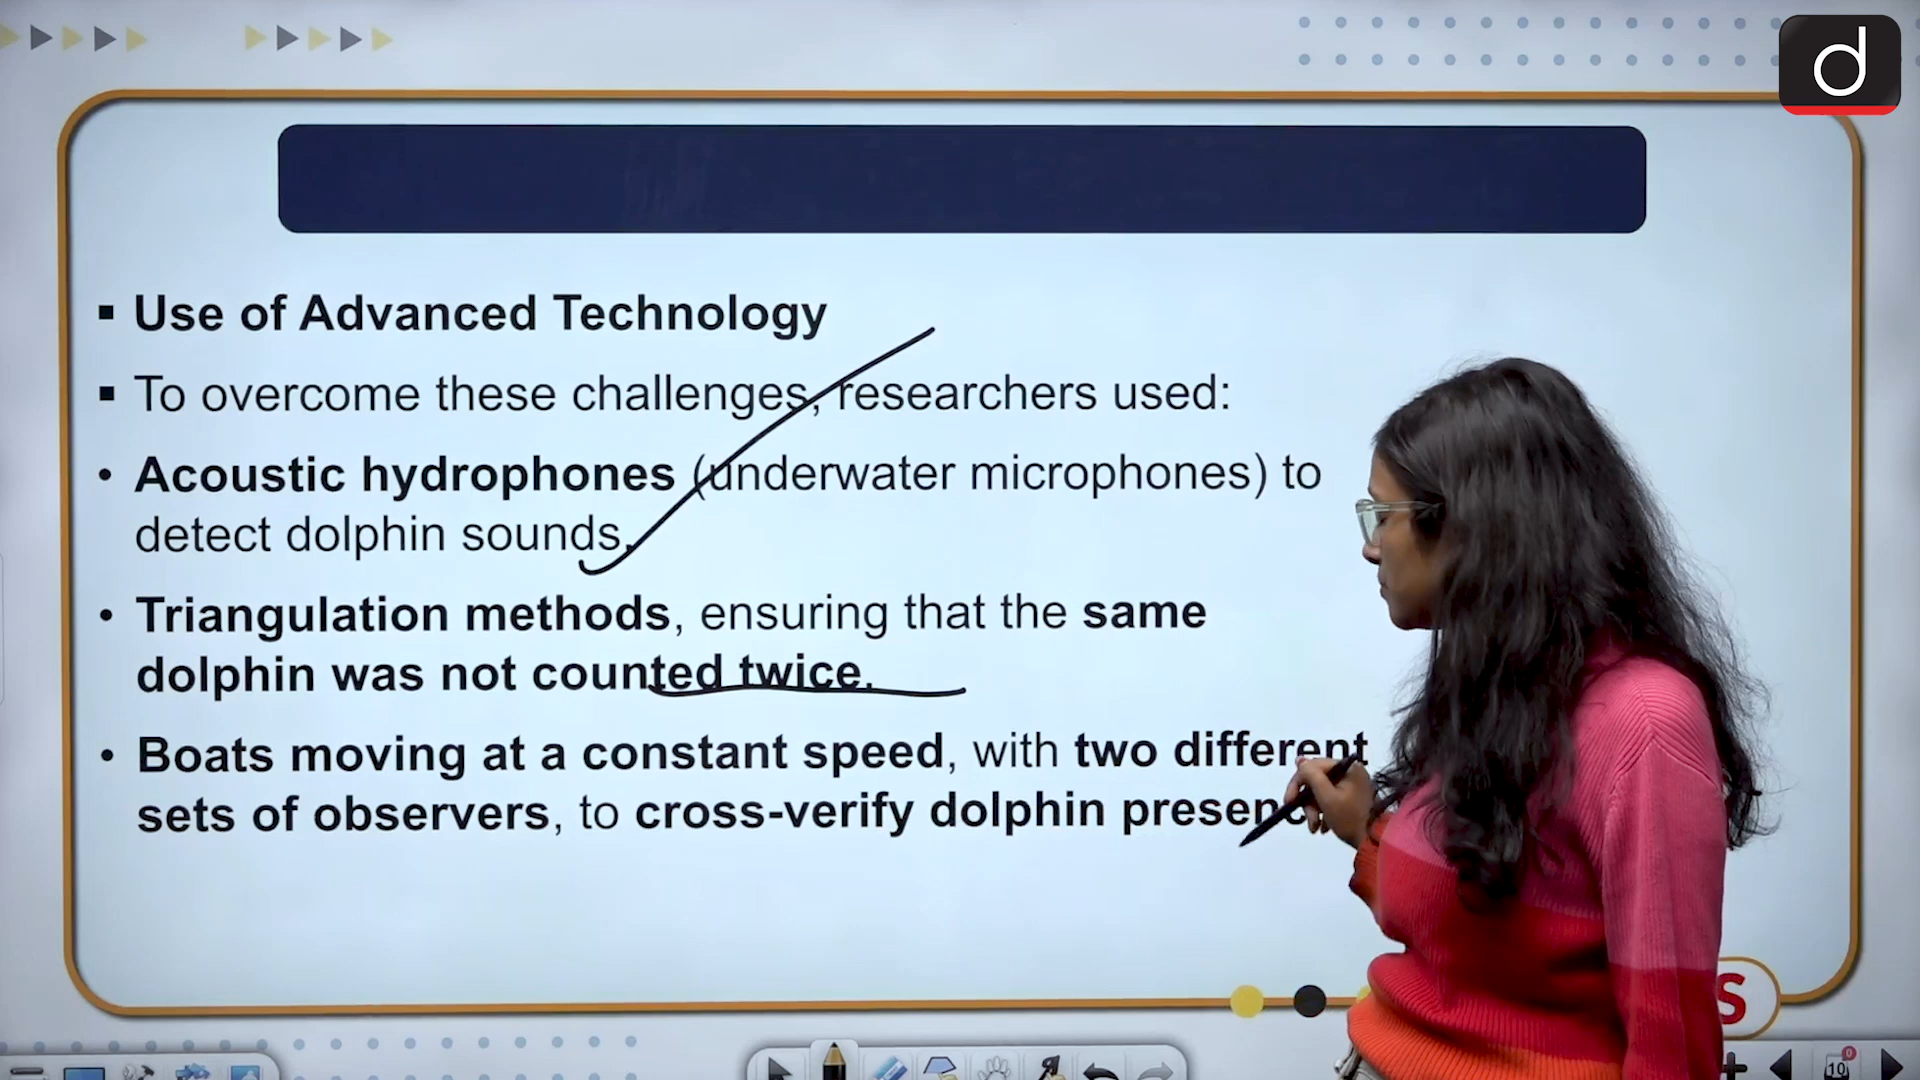 d
▪ Use of Advanced Technology
▪ To overcome these challenges, researchers used:
• Acoustic hydrophones (underwater microphones) to
detect dolphin sounds.
• Triangulation methods, ensuring that the same
dolphin was not counted twice.
• Boats moving at a constant speed, with two different
sets of observers, to cross-verify dolphin
S
10
0